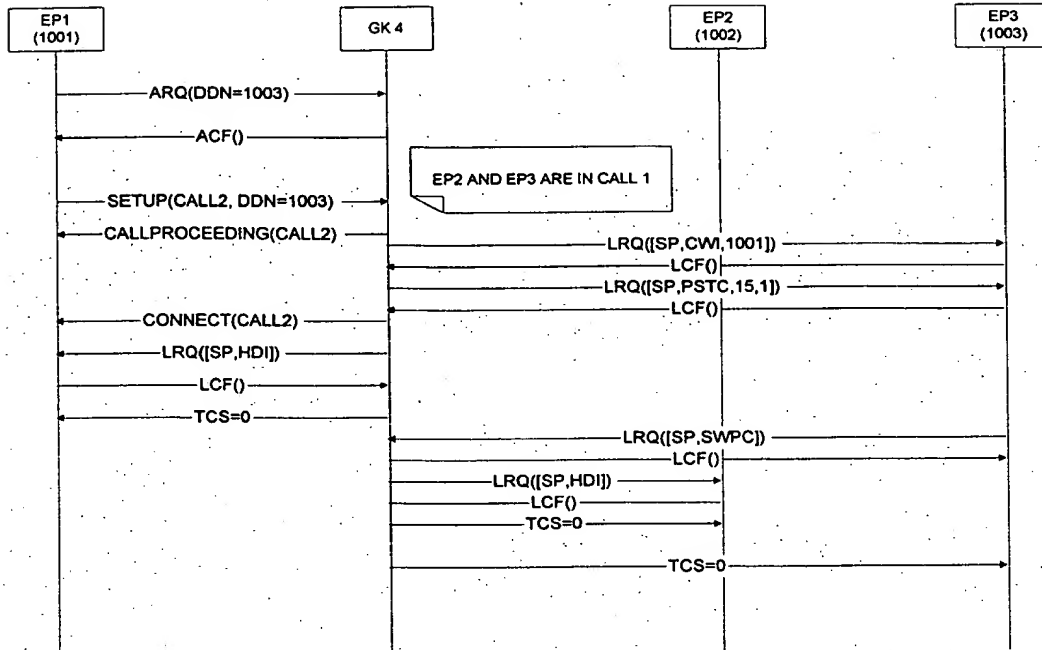 EP1
(1001)
GK 4
EP2
(1002)
EP3
(1003)
ARQ(DDN=1003)
ACF()
EP2 AND EP3 ARE IN CALL 1
SETUP(CALL2, DDN=1003)
CALLPROCEEDING(CALL2)
LRQ([SP,CWI,1001])
LCF()
LRQ([SP,PSTC,15,1])
LCF()
CONNECT(CALL2)
LRQ([SP,HDI])
LCF()
TCS=0
LRQ([SP,SWPC])
LCF()
LRQ([SP,HDI])
LCF()
TCS=0
TCS=0